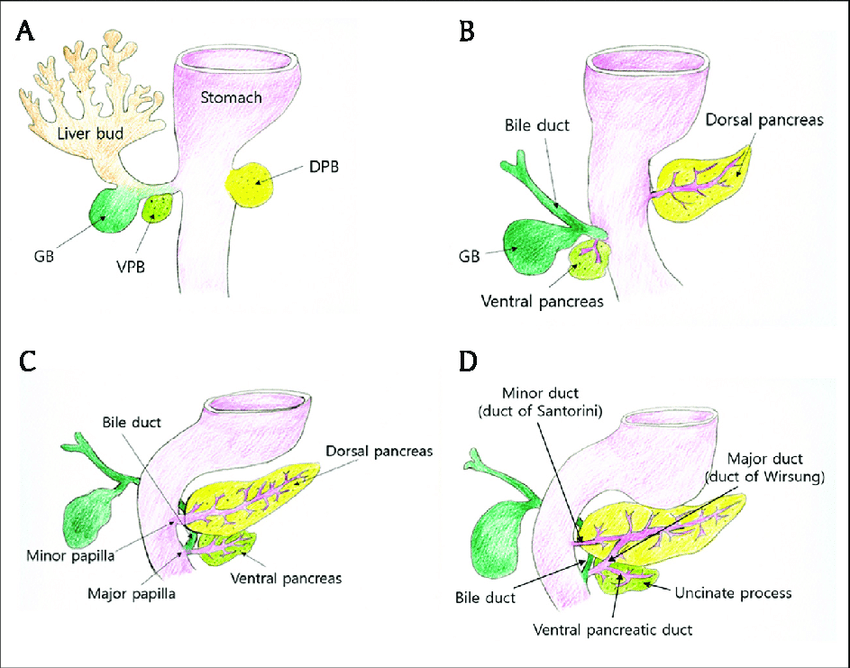 A
Stomach
Liver bud
DPB
GB
VPB
B
Bile duct
Dorsal pancreas
GB
Ventral pancreas
C
Bile duct
Dorsal pancreas
Minor papilla
Ventral pancreas
Major papilla
D
Minor duct
(duct of Santorini)
Major duct
(duct of Wirsung)
Bile duct
Uncinate process
Ventral pancreatic duct